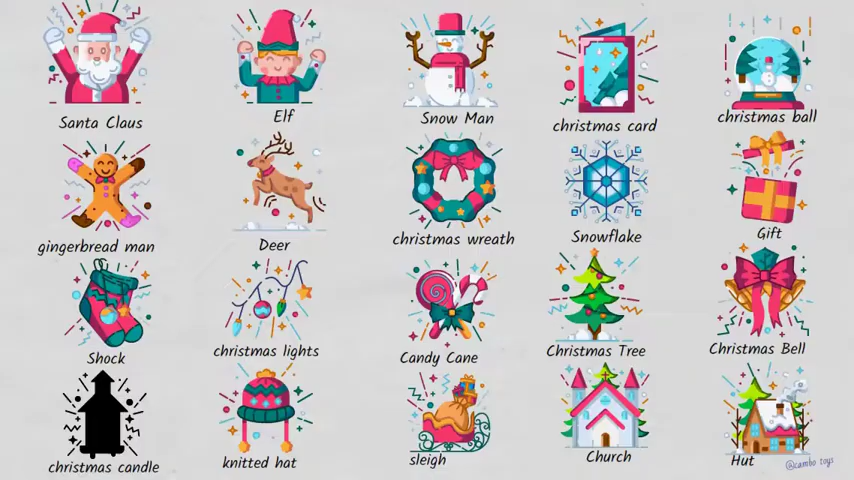 Santa Claus
Elf
Snow Man
christmas card
christmas ball
gingerbread man
Deer
christmas wreath
Snowflake
Gift
Shock
christmas lights
Candy Cane
Christmas Tree
Christmas Bell
christmas candle
knitted hat
sleigh
Church
Hut
@cambo toys